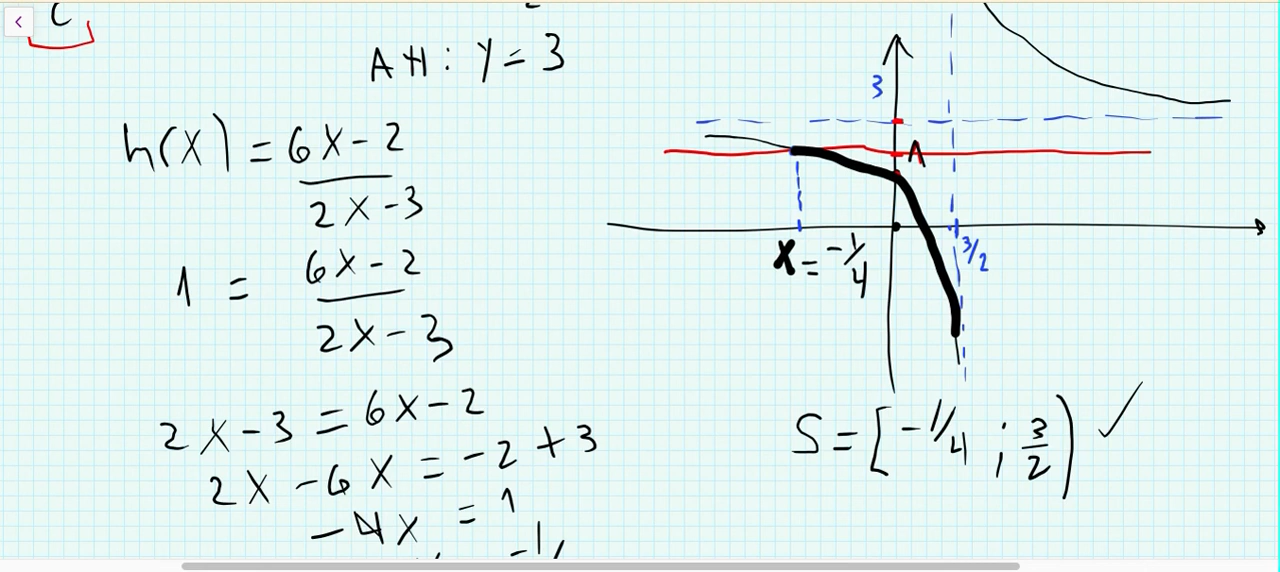 C
AH: y = 3
h(x) = 6x - 2 / 2x - 3
1 = 6x - 2 / 2x - 3
2x - 3 = 6x - 2
2x - 6x = -2 + 3
-4x = 1
3
1
x = -1/4
3/2
S = [-1/4 ; 3/2) ✓